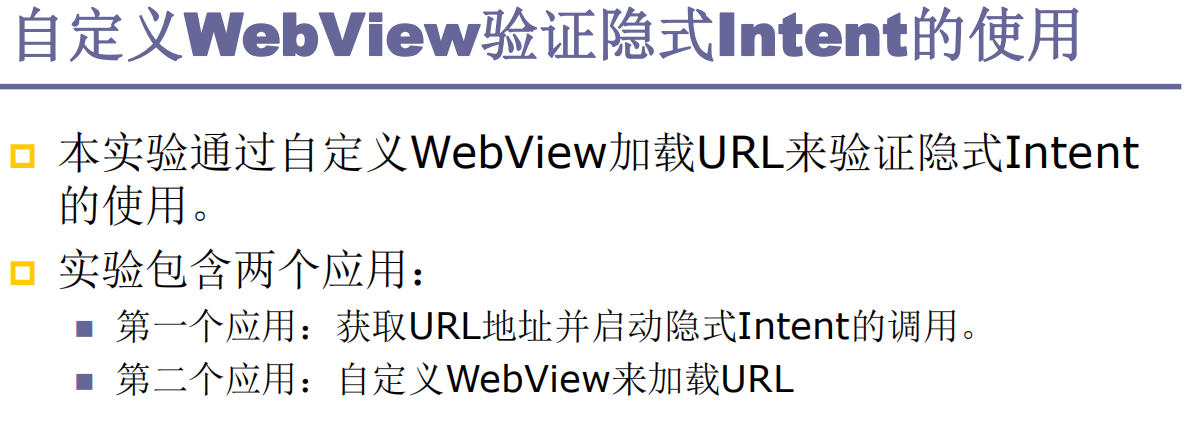 自定义WebView验证隐式Intent的使用
本实验通过自定义WebView加载URL来验证隐式Intent
的使用。
实验包含两个应用：
第一个应用：获取URL地址并启动隐式Intent的调用。
第二个应用：自定义WebView来加载URL